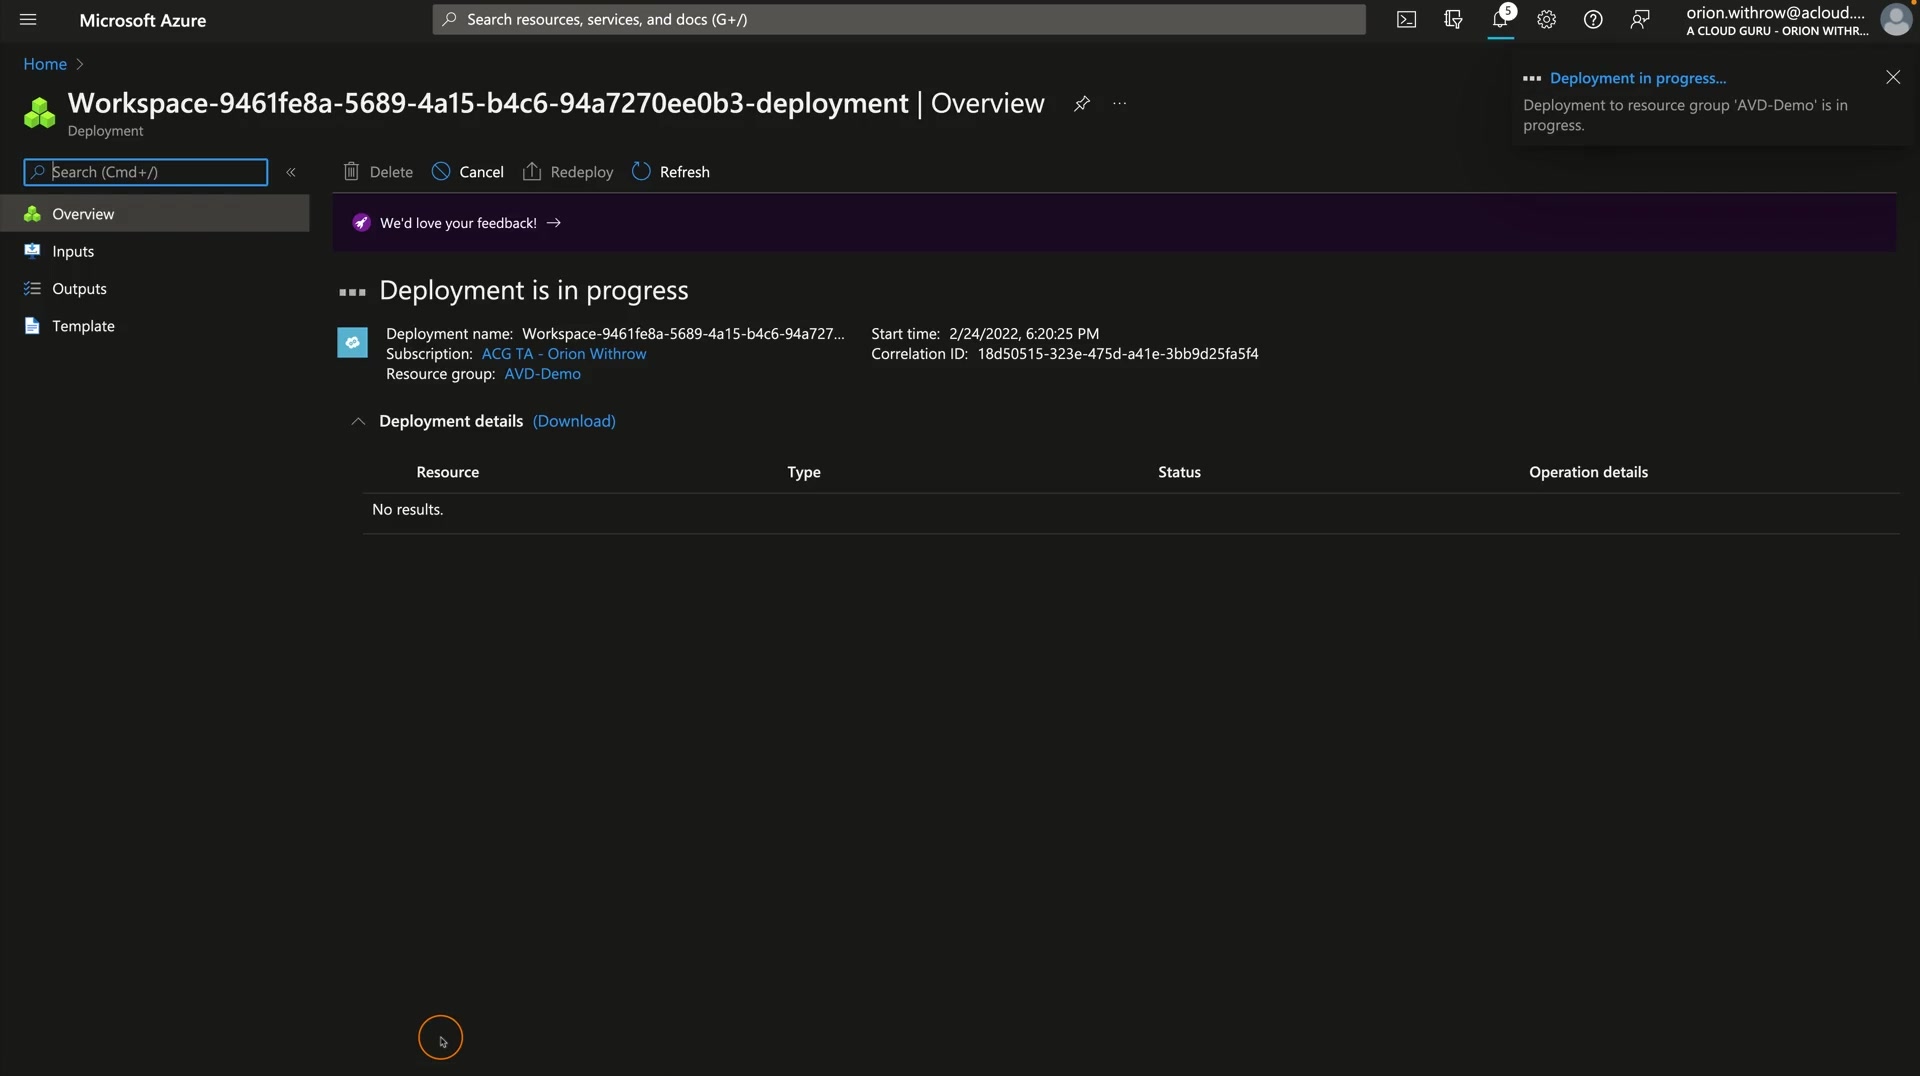 Microsoft Azure
Search resources, services, and docs (G+/)
5
orion.withrow@acloud....
A CLOUD GURU - ORION WITHR...
Home
Deployment in progress...
Deployment to resource group 'AVD-Demo' is in
progress.
Workspace-9461fe8a-5689-4a15-b4c6-94a7270ee0b3-deployment | Overview
Deployment
Search (Cmd+/)
Delete
Cancel
Redeploy
Refresh
Overview
Inputs
Outputs
Template
We'd love your feedback! →
Deployment is in progress
Deployment name: Workspace-9461fe8a-5689-4a15-b4c6-94a727...
Subscription: ACG TA - Orion Withrow
Resource group: AVD-Demo
Start time: 2/24/2022, 6:20:25 PM
Correlation ID: 18d50515-323e-475d-a41e-3bb9d25fa5f4
Deployment details (Download)
Resource Type Status Operation details
No results.